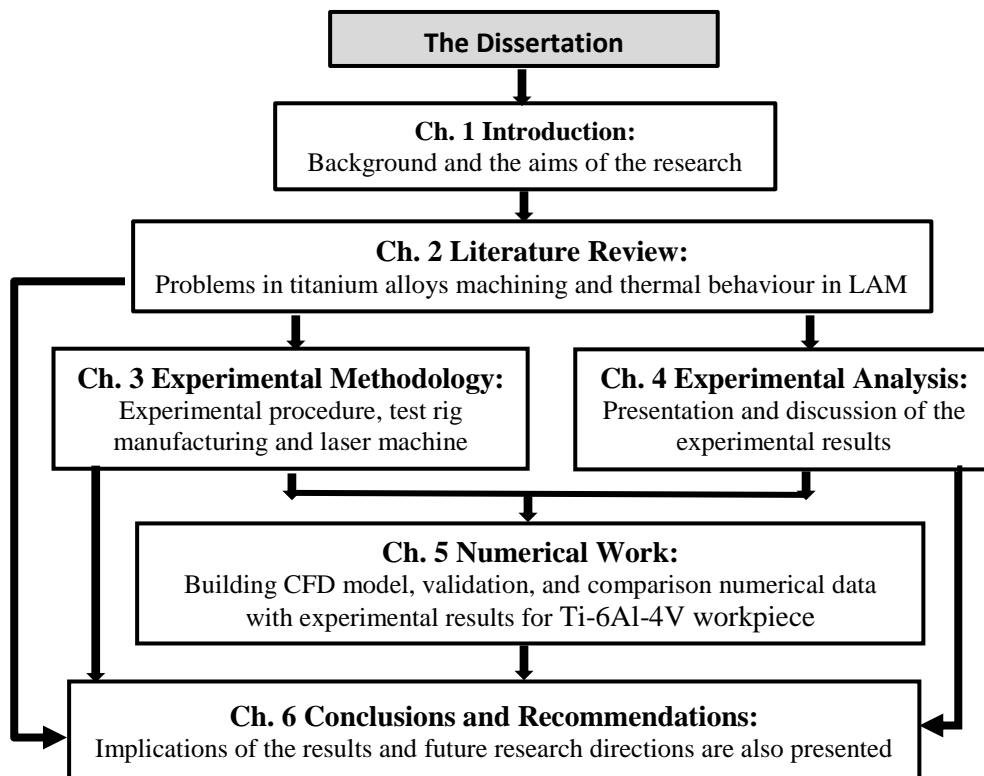 The Dissertation
Ch. 1 Introduction:
Background and the aims of the research
Ch. 2 Literature Review:
Problems in titanium alloys machining and thermal behaviour in LAM
Ch. 3 Experimental Methodology:
Experimental procedure, test rig
manufacturing and laser machine
Ch. 4 Experimental Analysis:
Presentation and discussion of the
experimental results
Ch. 5 Numerical Work:
Building CFD model, validation, and comparison numerical data
with experimental results for Ti-6Al-4V workpiece
Ch. 6 Conclusions and Recommendations:
Implications of the results and future research directions are also presented